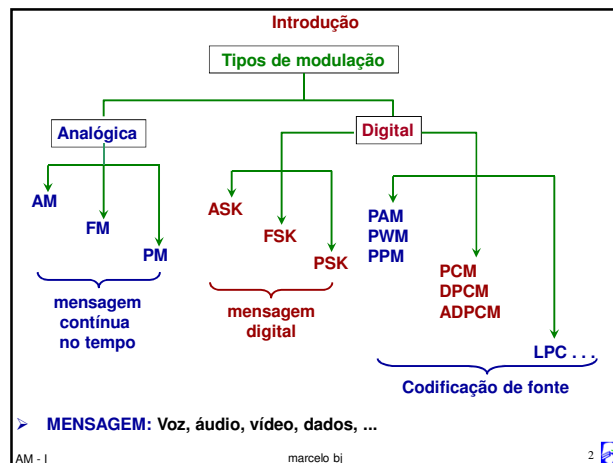 Introdução
Tipos de modulação
Analógica
Digital
AM
FM
PM
mensagem
contínua
no tempo
ASK
FSK
PSK
mensagem
digital
PAM
PWM
PPM
PCM
DPCM
ADPCM
LPC . . .
Codificação de fonte
➢ MENSAGEM: Voz, áudio, vídeo, dados, ...
AM - I marcelo bj 2